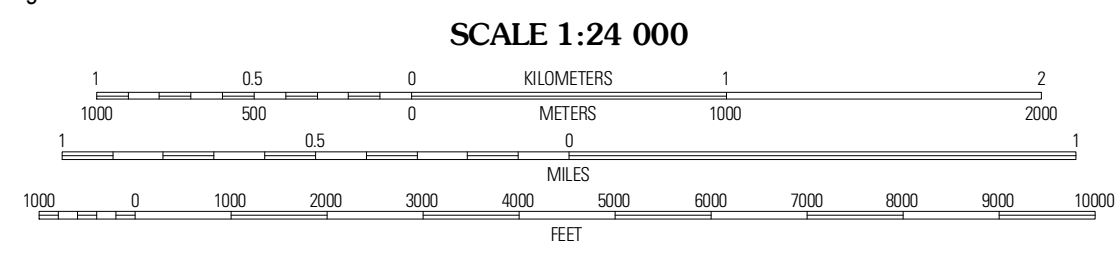 SCALE 1:24 000
1 0.5 0 KILOMETERS 1 2
1000 500 0 METERS 1000 2000
1 0.5 0 1
MILES
1000 0 1000 2000 3000 4000 5000 6000 7000 8000 9000 10000
FEET